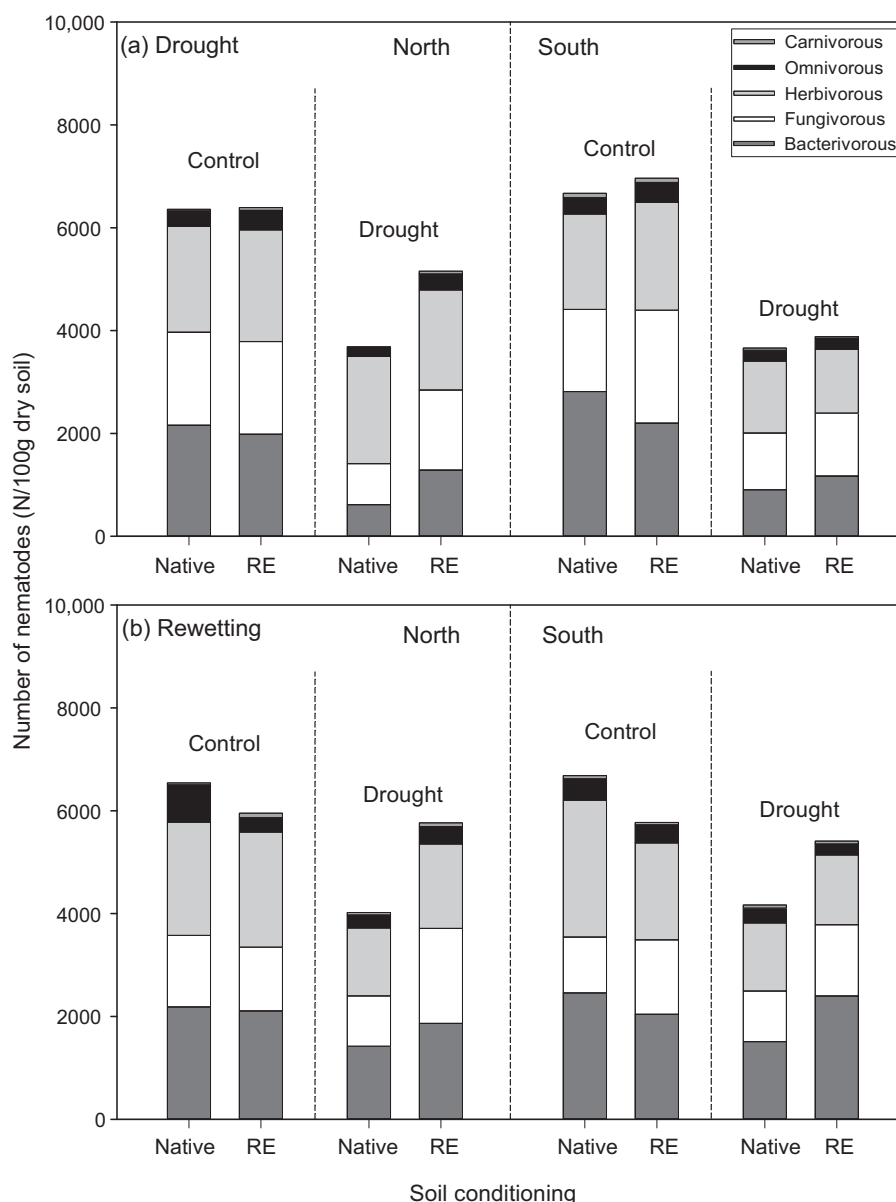 10,000
(a) Drought
North
South
Carnivorous
Omnivorous
Herbivorous
Fungivorous
Bacterivorous
8000
Control
Control
6000
Drought
Drought
4000
2000
0
Native RE Native RE Native RE Native RE
Number of nematodes (N/100g dry soil)
10,000
(b) Rewetting
North
South
8000
Control
Control
6000
Drought
Drought
4000
2000
0
Native RE Native RE Native RE Native RE
Soil conditioning